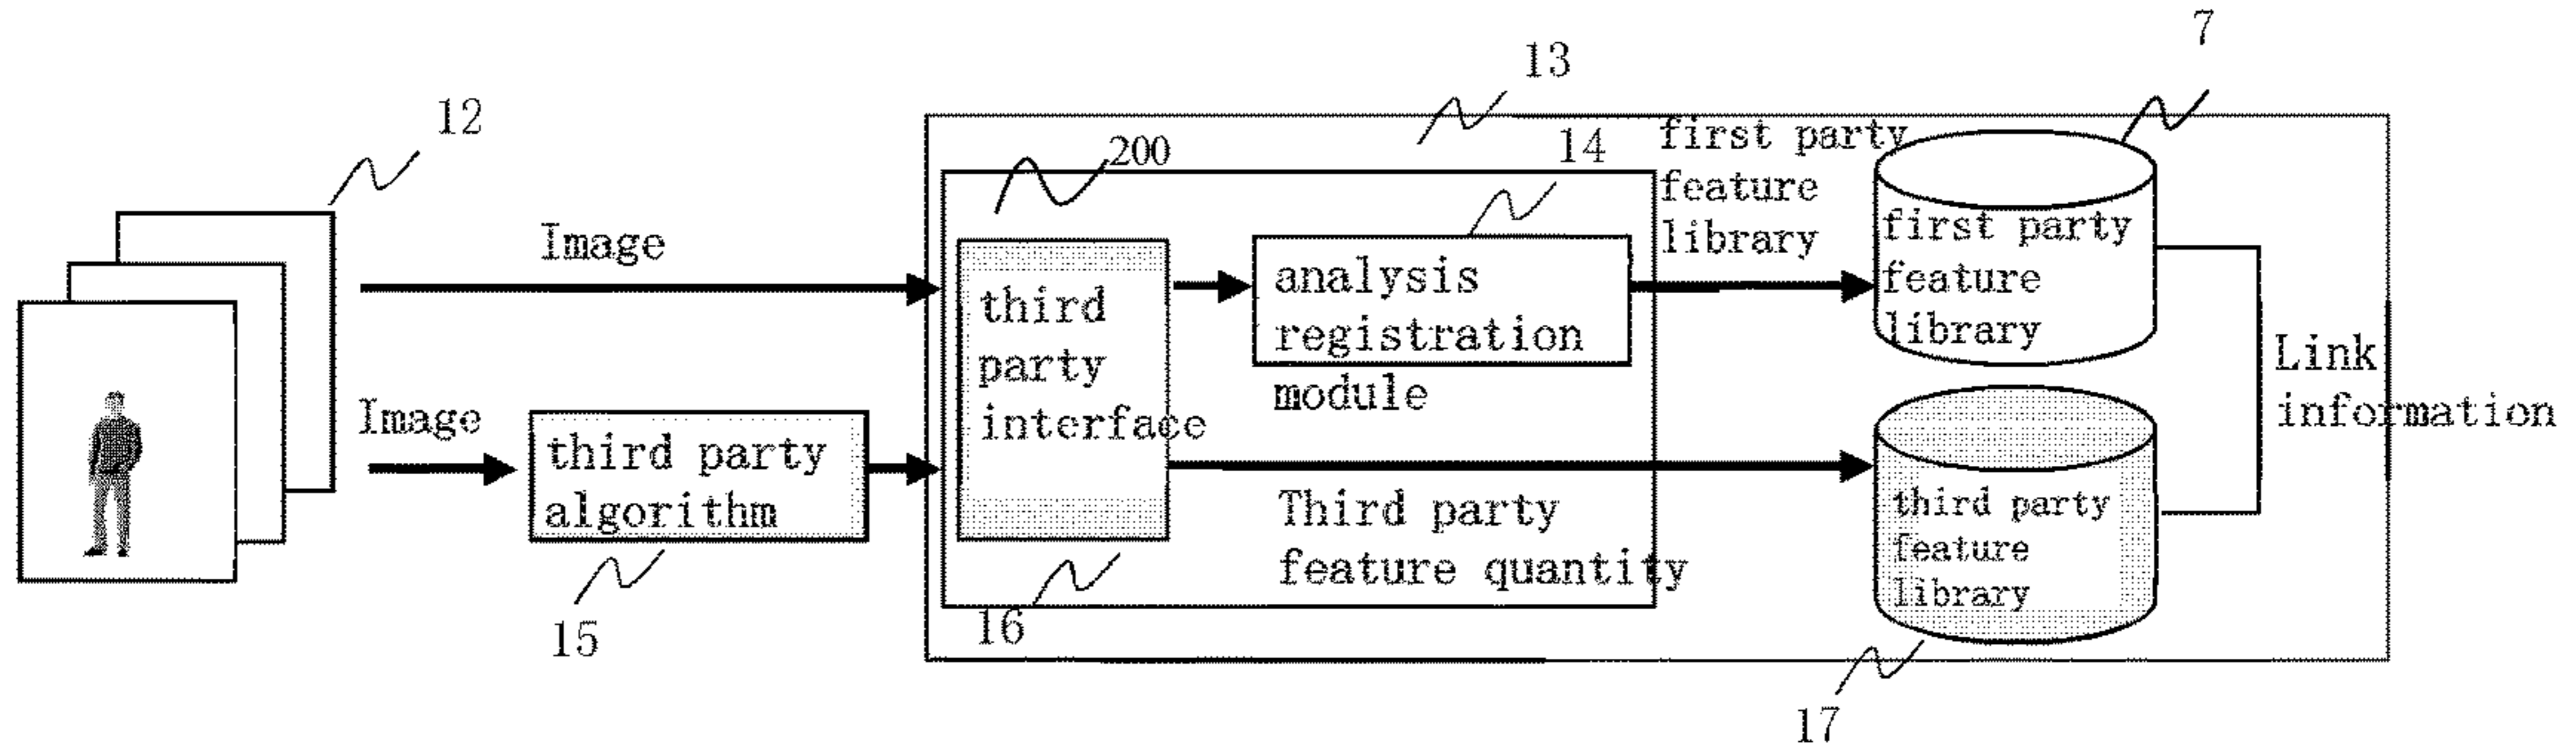 7
13
12
200
14
first party
feature
library
Image
third
party
interface
analysis
registration
module
first party
feature
library
Link
information
Image
third party
algorithm
Third party
feature quantity
third party
feature
library
15
16
17